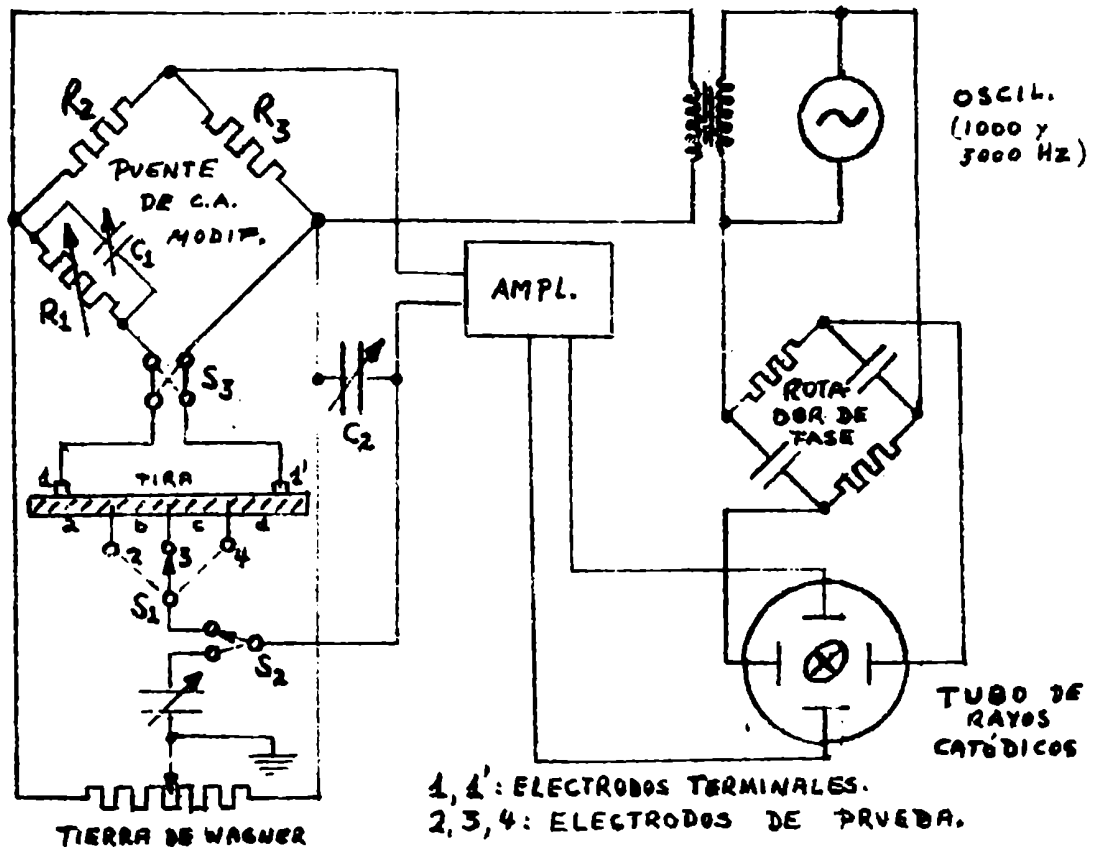 R2
R3
PUENTE
DE C.A.
MODIF.
C1
R1
S3
C2
AMPL.
OSCIL.
(1000 y
3000 Hz)
ROTA-
DOR DE
FASE
1
TIRA
1'
a b c d
2 3 4
S1
S2
TIERRA DE WAGNER
TUBO DE
RAYOS
CATÓDICOS
1, 1': ELECTRODOS TERMINALES.
2, 3, 4: ELECTRODOS DE PRUEBA.